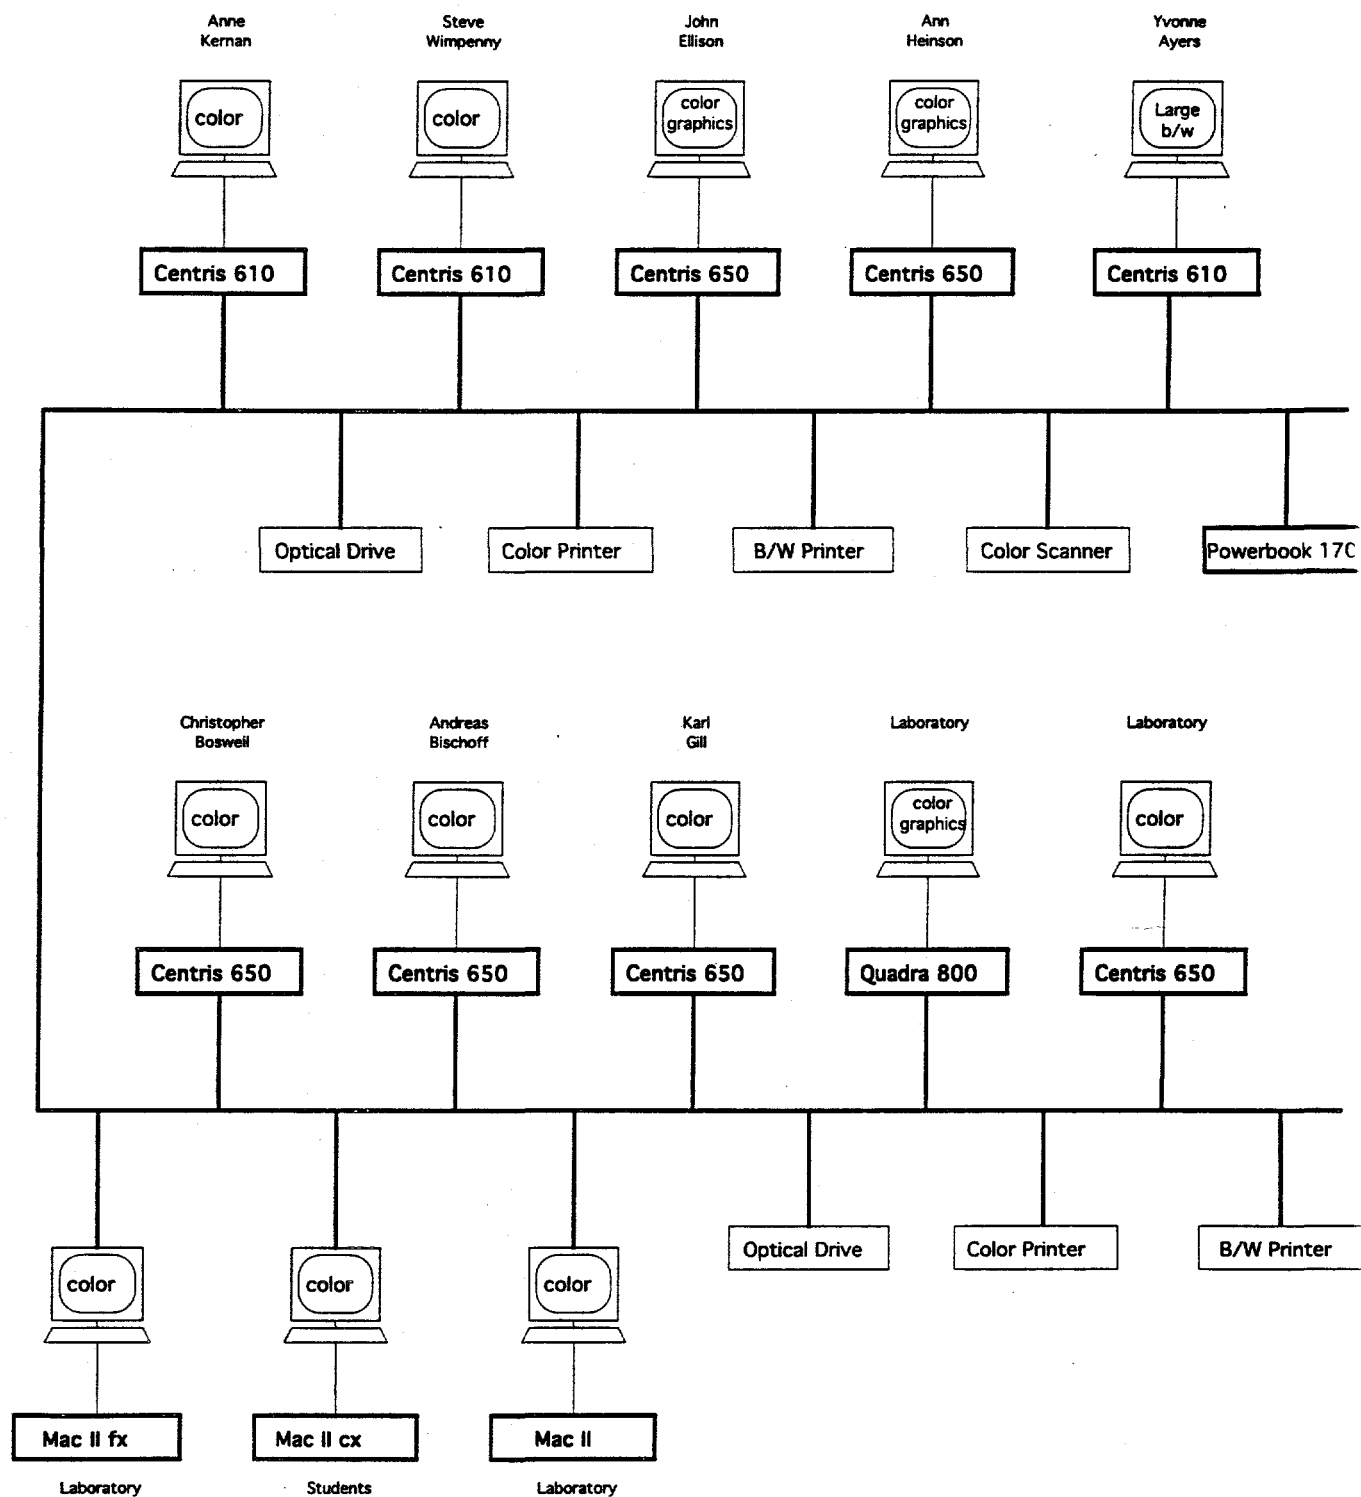 Anne
Kernan
Steve
Wimpenny
John
Ellison
Ann
Heinson
Yvonne
Ayers
color
color
color
graphics
color
graphics
Large
b/w
Centris 610
Centris 610
Centris 650
Centris 650
Centris 610
Optical Drive
Color Printer
B/W Printer
Color Scanner
Powerbook 170
Christopher
Boswell
Andreas
Bischoff
Karl
Gill
Laboratory
Laboratory
color
color
color
color
graphics
color
Centris 650
Centris 650
Centris 650
Quadra 800
Centris 650
Optical Drive
Color Printer
B/W Printer
color
color
color
Mac II fx
Mac II cx
Mac II
Laboratory
Students
Laboratory